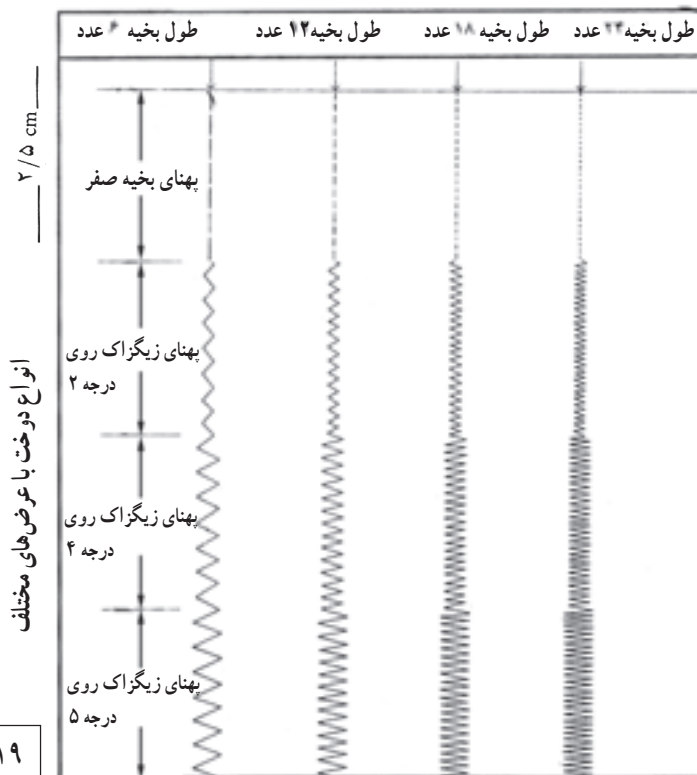 طول بخیه ۲۴ عدد
طول بخیه ۱۸ عدد
طول بخیه ۱۲ عدد
طول بخیه ۶ عدد
۲/۵ cm
پهنای بخیه صفر
پهنای زیگزاک روی
درجه ۲
پهنای زیگزاک روی
درجه ۴
پهنای زیگزاک روی
درجه ۵
انواع دوخت با عرض‌های مختلف
۱۹